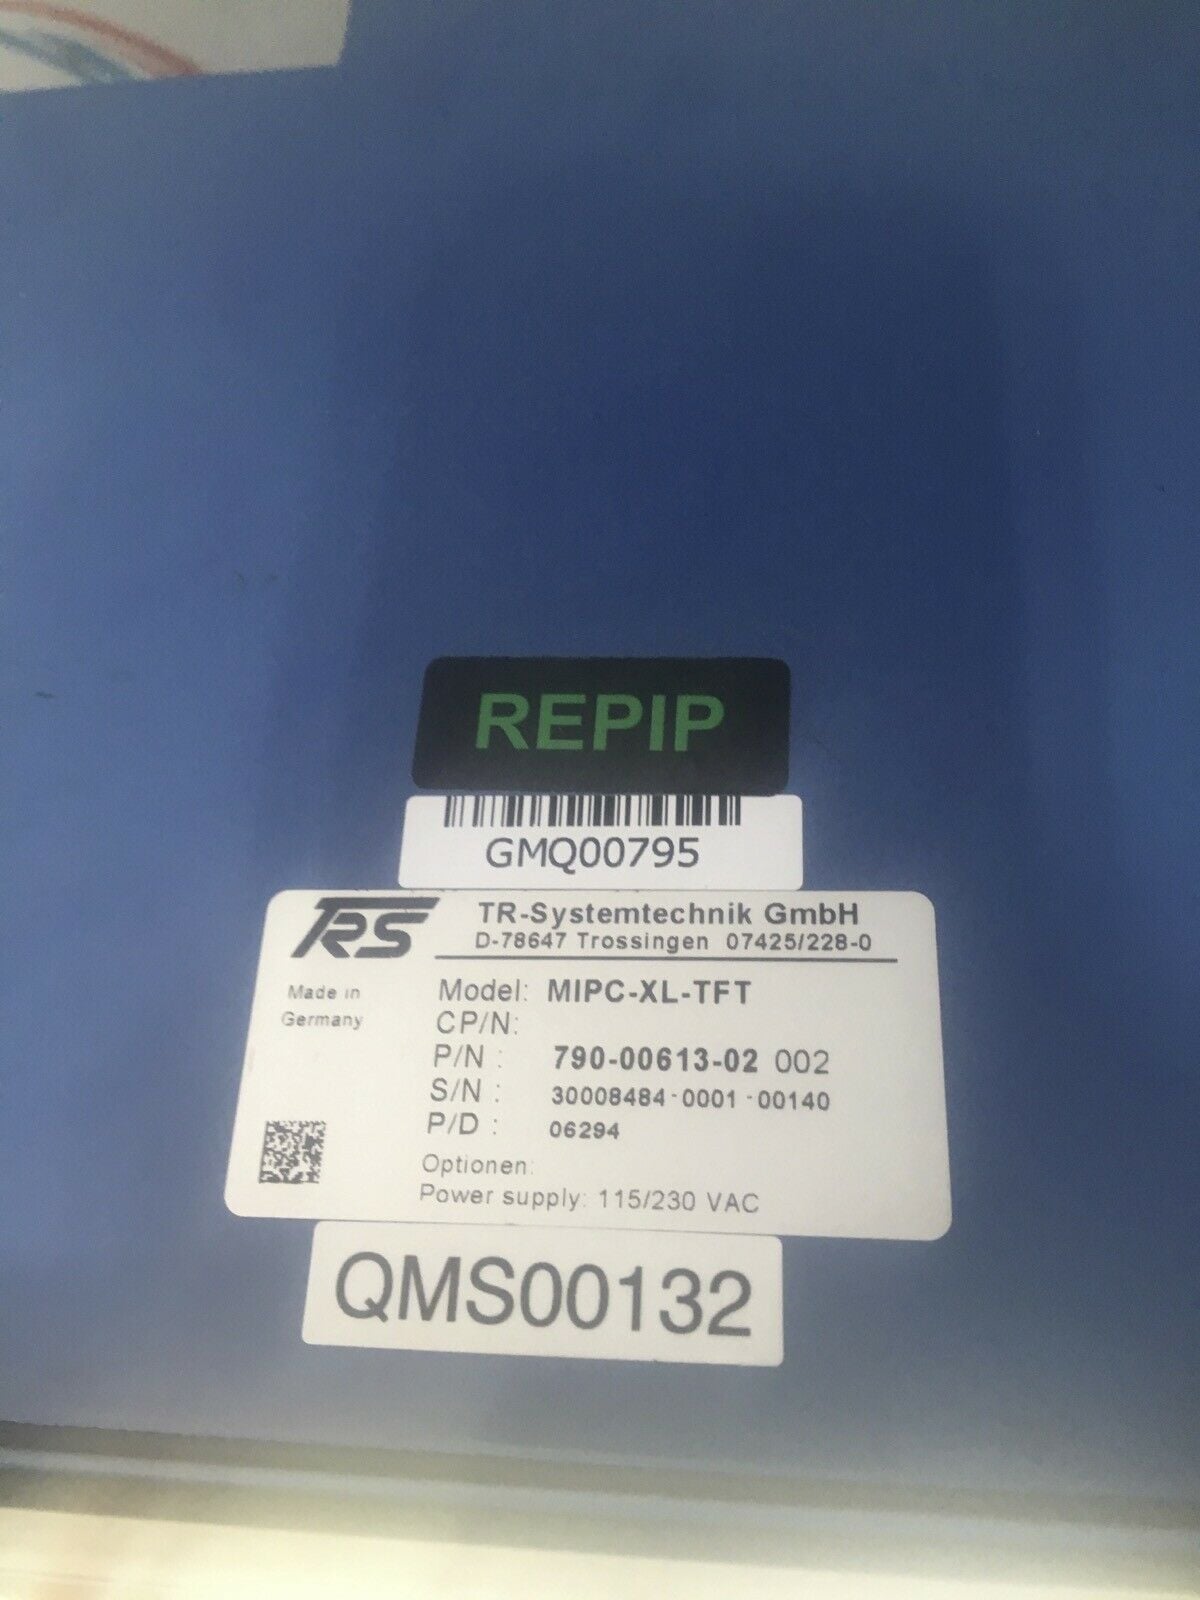 REPIP
GMQ00795
TRS
TR-Systemtechnik GmbH
D-78647 Trossingen 07425/228-0
Made in
Germany
Model: MIPC-XL-TFT
CP/N:
P/N : 790-00613-02 002
S/N : 30008484-0001-00140
P/D : 06294
Optionen:
Power supply: 115/230 VAC
QMS00132